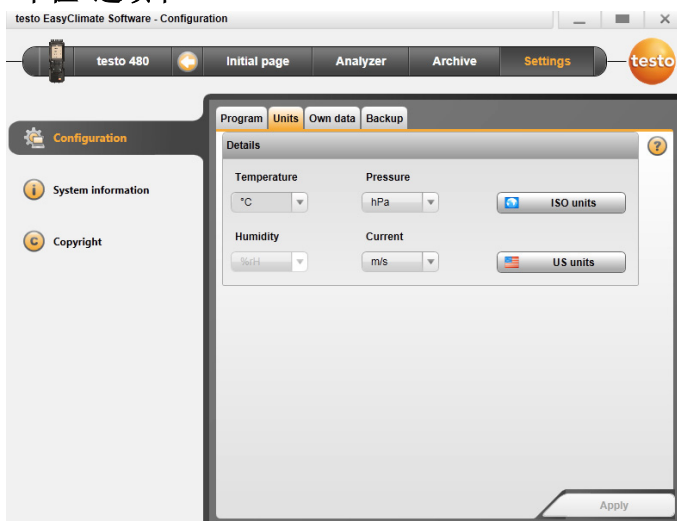 testo EasyClimate Software - Configuration
testo 480 Initial page Analyzer Archive Settings testo
Program Units Own data Backup
Configuration
Details
?
Temperature Pressure
°C hPa ISO units
i System information
Humidity Current
C Copyright
%rH m/s US units
Apply